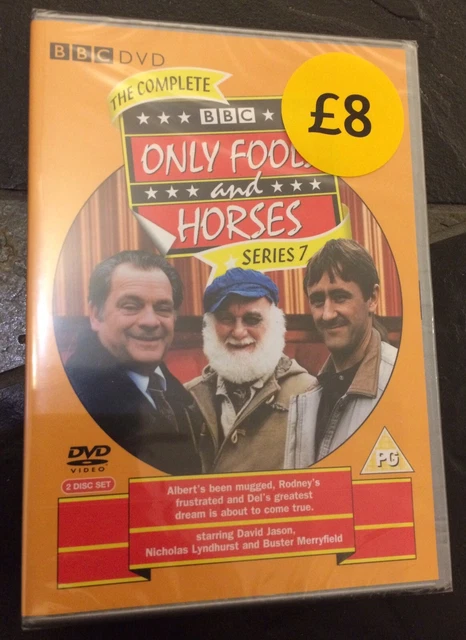 BBC DVD
THE COMPLETE
BBC
£8
ONLY FOOL
and
HORSES
SERIES 7
DVD
VIDEO
2 DISC SET
PG
Albert's been mugged, Rodney's
frustrated and Del's greatest
dream is about to come true.
starring David Jason,
Nicholas Lyndhurst and Buster Merryfield